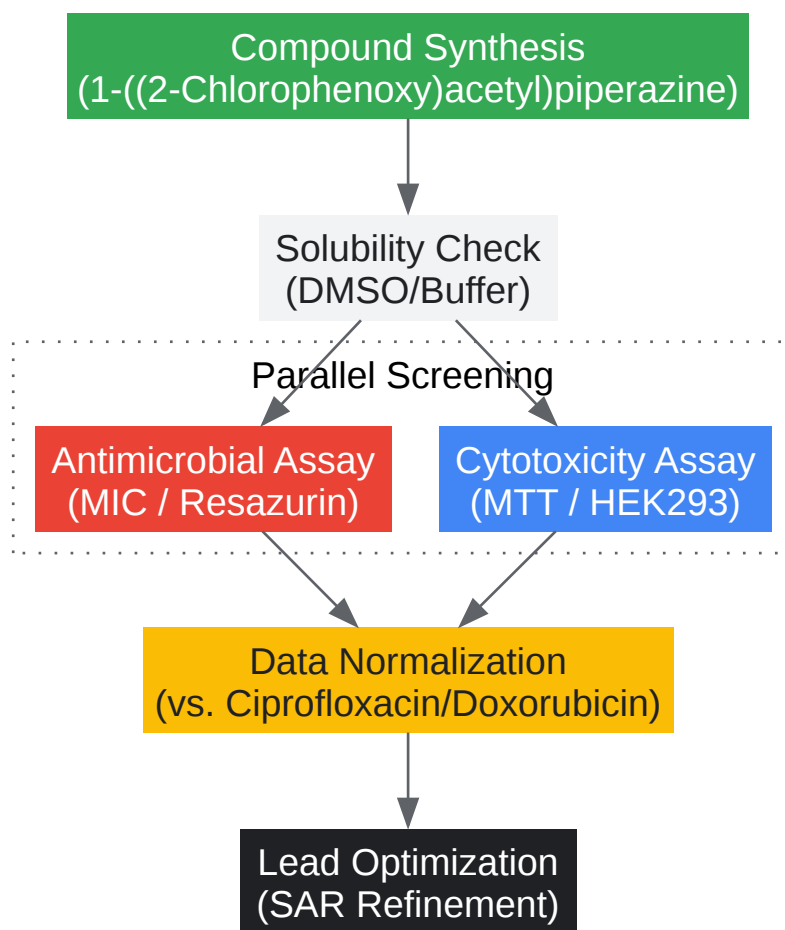 Compound Synthesis
(1-((2-Chlorophenoxy)acetyl)piperazine)
Solubility Check
(DMSO/Buffer)
Parallel Screening
Antimicrobial Assay
(MIC / Resazurin)
Cytotoxicity Assay
(MTT / HEK293)
Data Normalization
(vs. Ciprofloxacin/Doxorubicin)
Lead Optimization
(SAR Refinement)